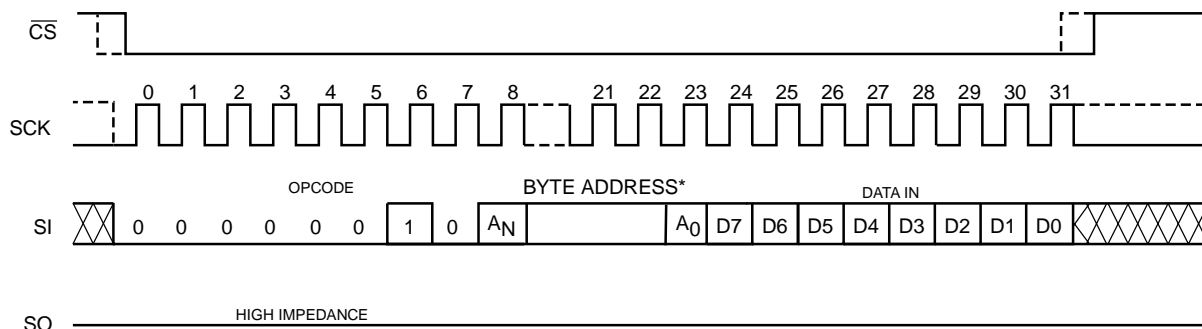 CS
0 1 2 3 4 5 6 7 8 21 22 23 24 25 26 27 28 29 30 31
SCK
OPCODE BYTE ADDRESS* DATA IN
SI 0 0 0 0 0 0 1 0 AN A0 D7 D6 D5 D4 D3 D2 D1 D0
HIGH IMPEDANCE
SO